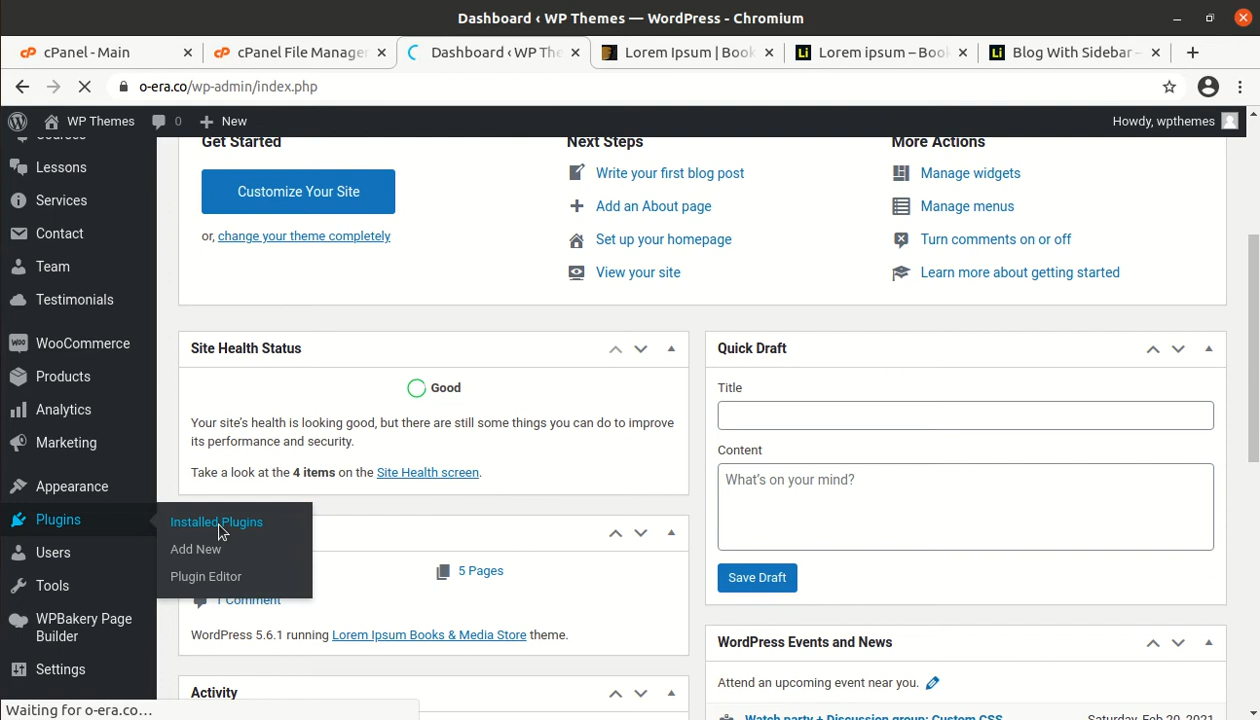 Dashboard ‹ WP Themes — WordPress - Chromium
cPanel - Main
cPanel File Manager
Dashboard ‹ WP The
Lorem Ipsum | Book
Lorem ipsum – Book
Blog With Sidebar –
o-era.co/wp-admin/index.php
WP Themes
0
New
Howdy, wpthemes
Courses
Lessons
Services
Contact
Team
Testimonials
WooCommerce
Products
Analytics
Marketing
Appearance
Plugins
Users
Tools
WPBakery Page
Builder
Settings
Installed Plugins
Add New
Plugin Editor
Get Started
Customize Your Site
or, change your theme completely
Next Steps
Write your first blog post
Add an About page
Set up your homepage
View your site
More Actions
Manage widgets
Manage menus
Turn comments on or off
Learn more about getting started
Site Health Status
Good
Your site's health is looking good, but there are still some things you can do to improve
its performance and security.
Take a look at the 4 items on the Site Health screen.
5 Pages
1 Comment
WordPress 5.6.1 running Lorem Ipsum Books & Media Store theme.
Activity
Quick Draft
Title
Content
What's on your mind?
Save Draft
WordPress Events and News
Attend an upcoming event near you.
Watch party + Discussion group: Custom CSS
Saturday, Feb 20, 2021
Waiting for o-era.co…